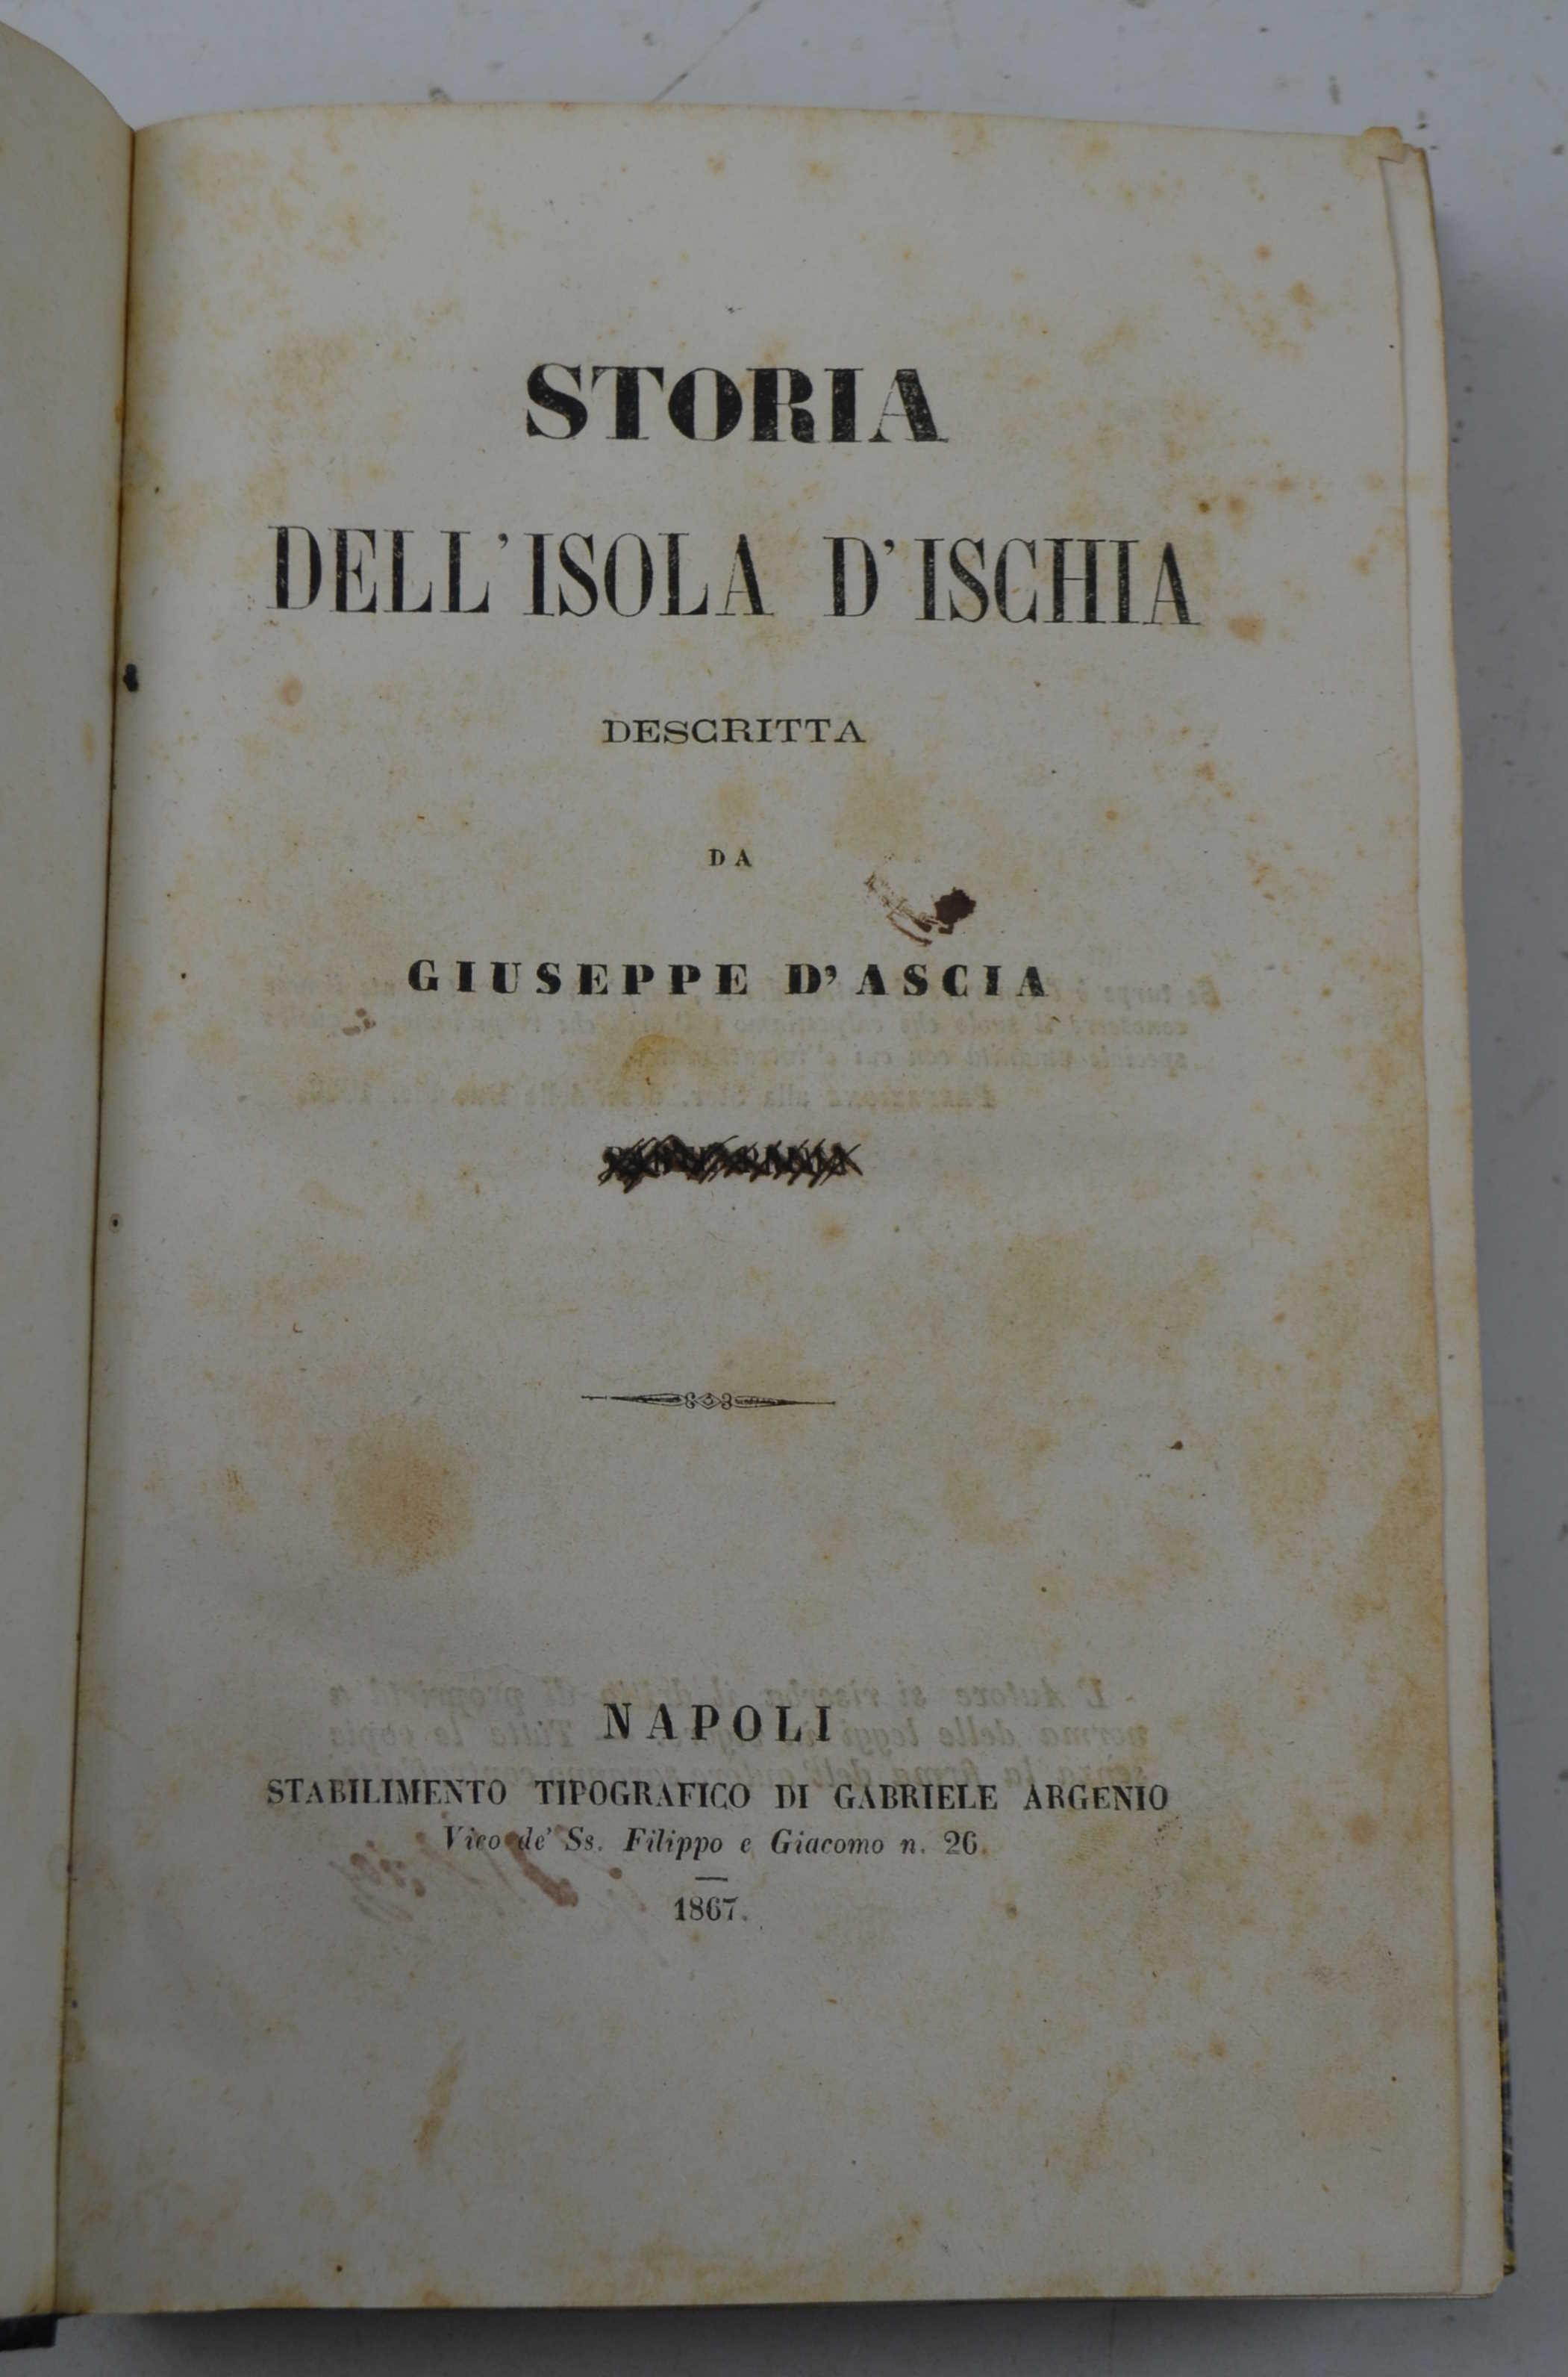 STORIA
DELL'ISOLA D'ISCHIA
DESCRITTA
DA
GIUSEPPE D'ASCIA
NAPOLI
STABILIMENTO TIPOGRAFICO DI GABRIELE ARGENIO
Vico de' Ss. Filippo e Giacomo n. 26.
1867.